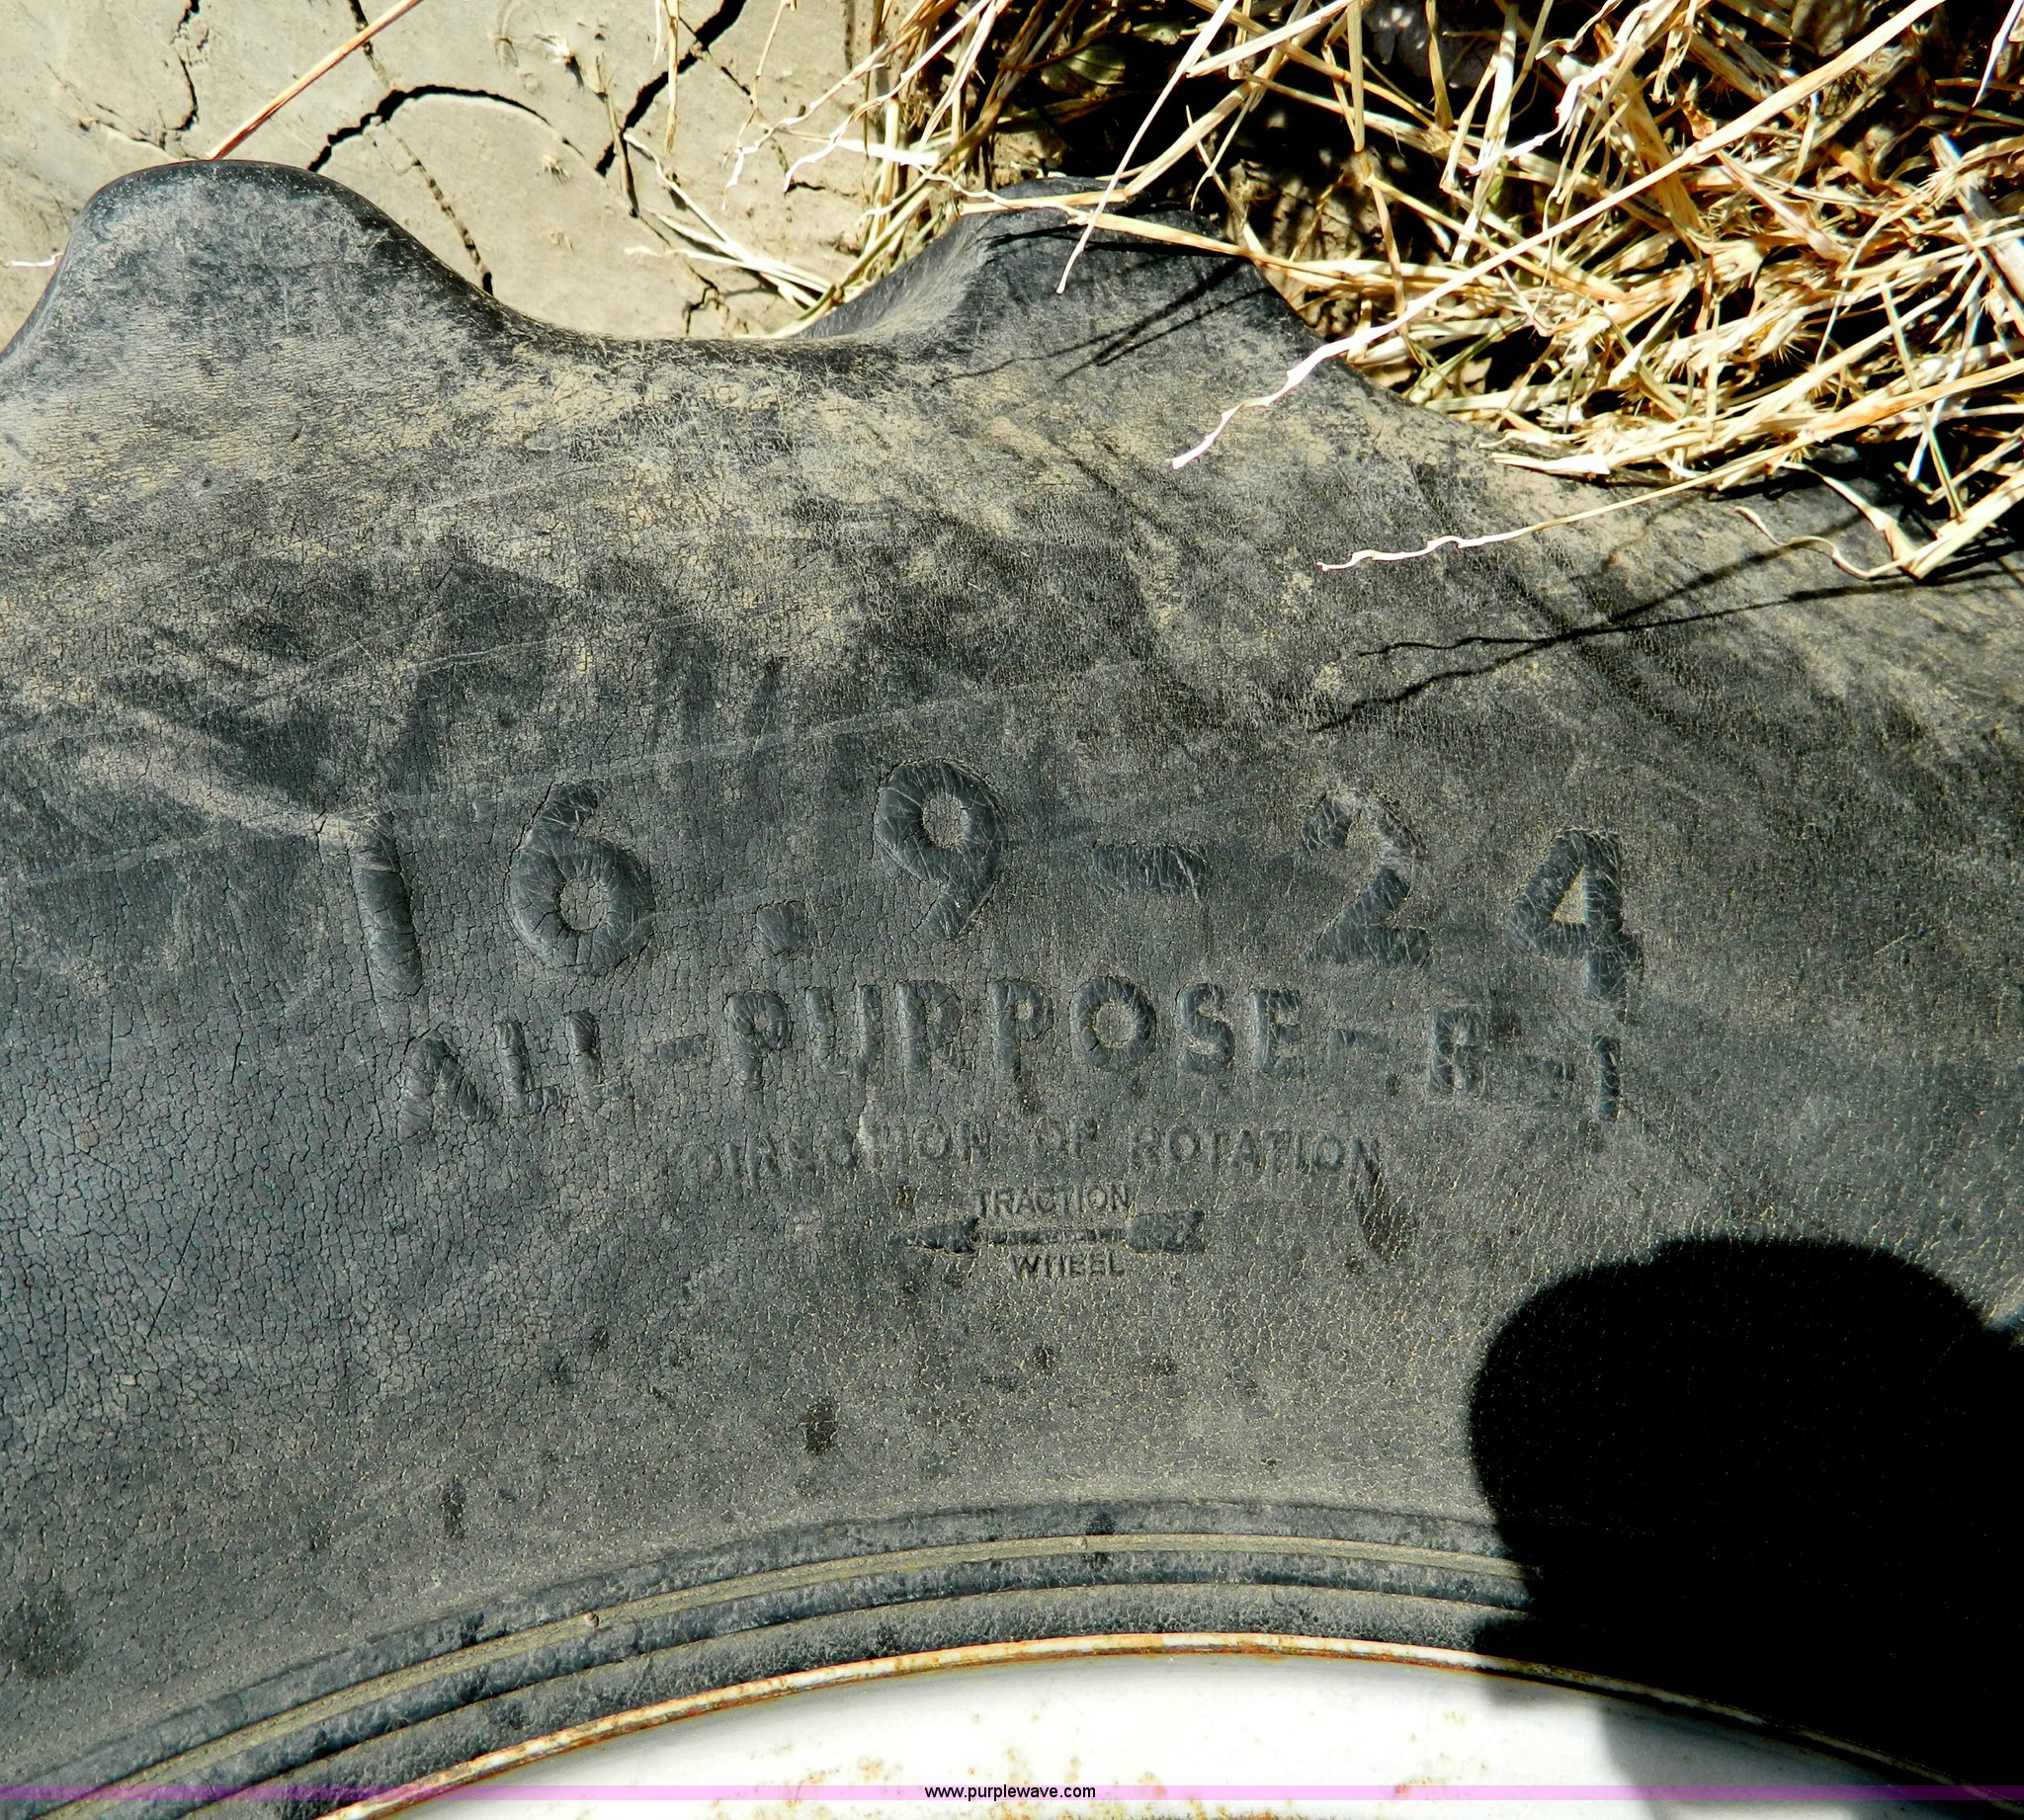 16.9-24
ALL-PURPOSE-R-1
DIRECTION OF ROTATION
TRACTION
WHEEL
www.purplewave.com